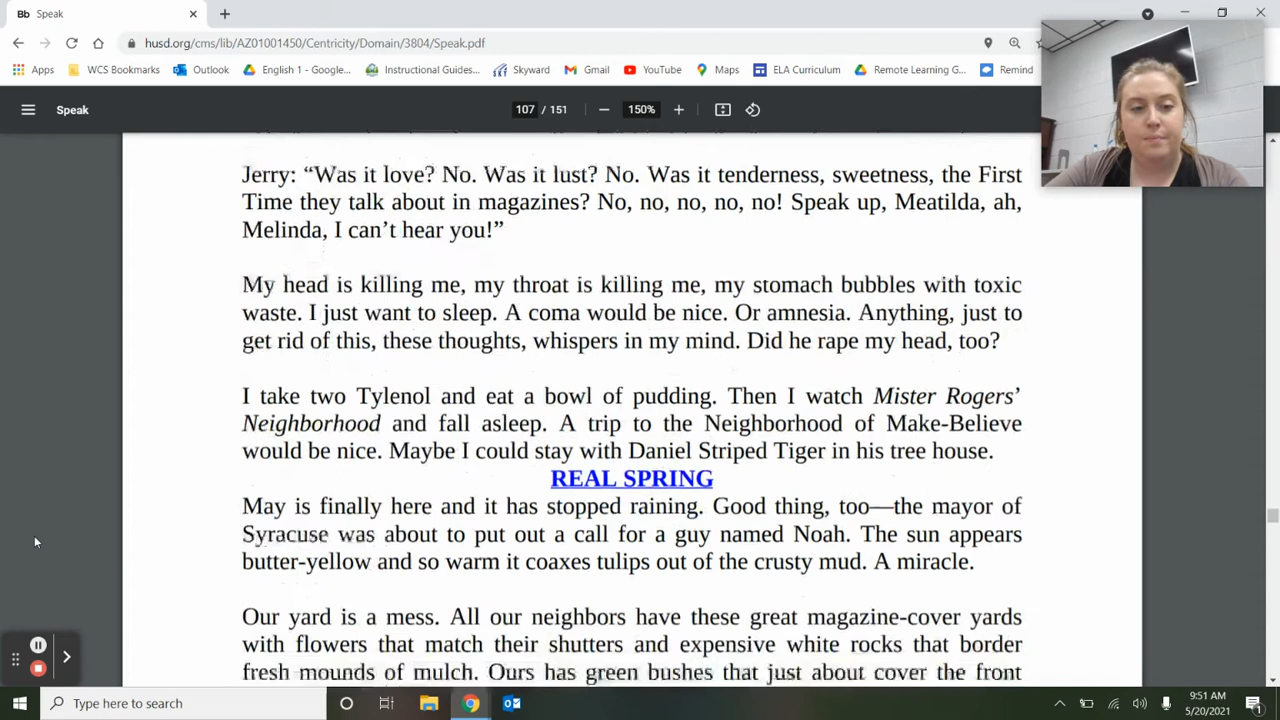 Bb Speak
husd.org/cms/lib/AZ01001450/Centricity/Domain/3804/Speak.pdf
Apps WCS Bookmarks Outlook English 1 - Google... Instructional Guides... Skyward Gmail YouTube Maps ELA Curriculum Remote Learning G... Remind
Speak 107 / 151 150%
Jerry: “Was it love? No. Was it lust? No. Was it tenderness, sweetness, the First
Time they talk about in magazines? No, no, no, no, no! Speak up, Meatilda, ah,
Melinda, I can’t hear you!”
My head is killing me, my throat is killing me, my stomach bubbles with toxic
waste. I just want to sleep. A coma would be nice. Or amnesia. Anything, just to
get rid of this, these thoughts, whispers in my mind. Did he rape my head, too?
I take two Tylenol and eat a bowl of pudding. Then I watch Mister Rogers’
Neighborhood and fall asleep. A trip to the Neighborhood of Make-Believe
would be nice. Maybe I could stay with Daniel Striped Tiger in his tree house.
REAL SPRING
May is finally here and it has stopped raining. Good thing, too—the mayor of
Syracuse was about to put out a call for a guy named Noah. The sun appears
butter-yellow and so warm it coaxes tulips out of the crusty mud. A miracle.
Our yard is a mess. All our neighbors have these great magazine-cover yards
with flowers that match their shutters and expensive white rocks that border
fresh mounds of mulch. Ours has green bushes that just about cover the front
Type here to search
9:51 AM
5/20/2021
1